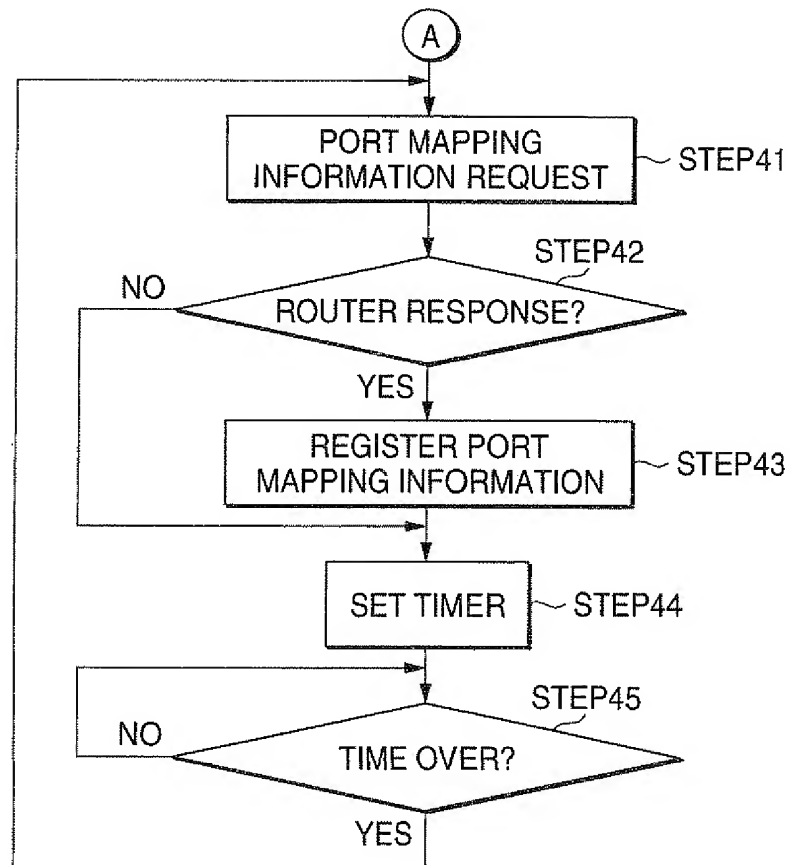 A
PORT MAPPING
INFORMATION REQUEST
STEP41
STEP42
NO
ROUTER RESPONSE?
YES
REGISTER PORT
MAPPING INFORMATION
STEP43
SET TIMER
STEP44
STEP45
NO
TIME OVER?
YES